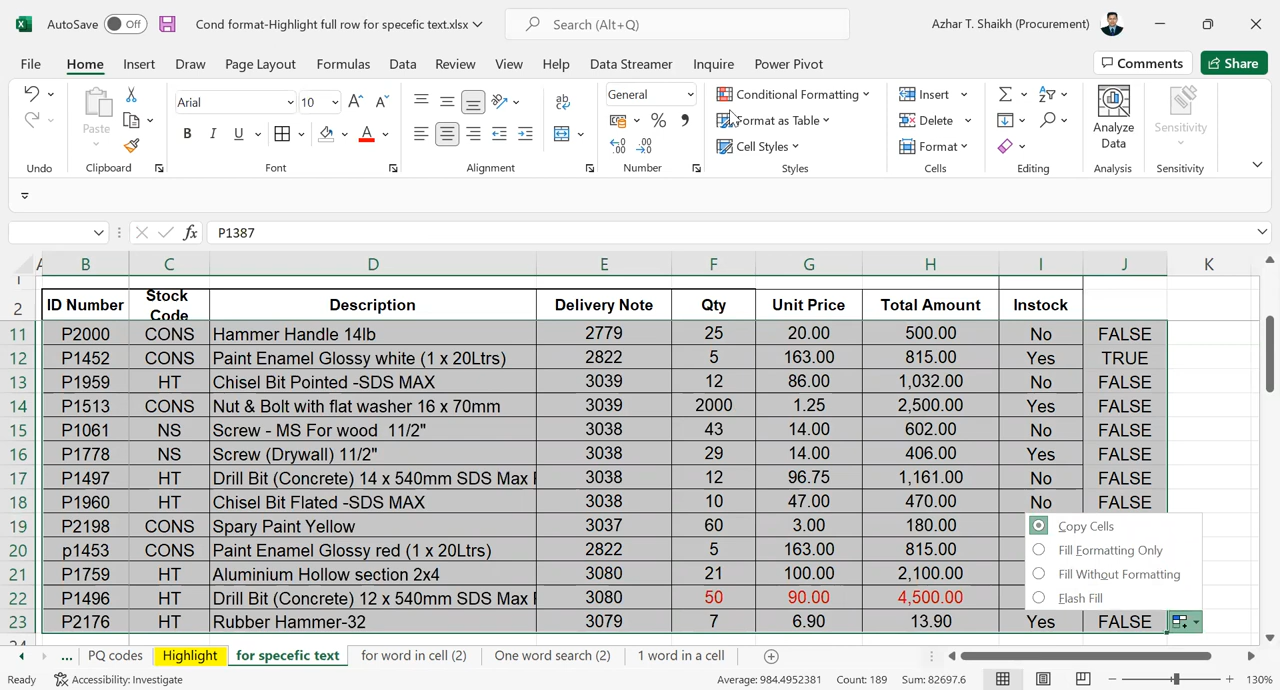 AutoSave Off Cond format-Highlight full row for specefic text.xlsx Search (Alt+Q) Azhar T. Shaikh (Procurement)
File Home Insert Draw Page Layout Formulas Data Review View Help Data Streamer Inquire Power Pivot Comments Share
Paste Arial 10 General Conditional Formatting Format as Table Cell Styles Insert Delete Format Analyze Data Sensitivity
Undo Clipboard Font Alignment Number Styles Cells Editing Analysis Sensitivity
fx P1387
A B C D E F G H I J K
2 ID Number Stock Code Description Delivery Note Qty Unit Price Total Amount Instock
11 P2000 CONS Hammer Handle 14lb 2779 25 20.00 500.00 No FALSE
12 P1452 CONS Paint Enamel Glossy white (1 x 20Ltrs) 2822 5 163.00 815.00 Yes TRUE
13 P1959 HT Chisel Bit Pointed -SDS MAX 3039 12 86.00 1,032.00 No FALSE
14 P1513 CONS Nut & Bolt with flat washer 16 x 70mm 3039 2000 1.25 2,500.00 Yes FALSE
15 P1061 NS Screw - MS For wood 11/2" 3038 43 14.00 602.00 No FALSE
16 P1778 NS Screw (Drywall) 11/2" 3038 29 14.00 406.00 Yes FALSE
17 P1497 HT Drill Bit (Concrete) 14 x 540mm SDS Max 3038 12 96.75 1,161.00 No FALSE
18 P1960 HT Chisel Bit Flated -SDS MAX 3038 10 47.00 470.00 No FALSE
19 P2198 CONS Spary Paint Yellow 3037 60 3.00 180.00 Copy Cells
20 p1453 CONS Paint Enamel Glossy red (1 x 20Ltrs) 2822 5 163.00 815.00 Fill Formatting Only
21 P1759 HT Aluminium Hollow section 2x4 3080 21 100.00 2,100.00 Fill Without Formatting
22 P1496 HT Drill Bit (Concrete) 12 x 540mm SDS Max 3080 50 90.00 4,500.00 Flash Fill
23 P2176 HT Rubber Hammer-32 3079 7 6.90 13.90 Yes FALSE
... PQ codes Highlight for specefic text for word in cell (2) One word search (2) 1 word in a cell
Ready Accessibility: Investigate Average: 984.4952381 Count: 189 Sum: 82697.6 130%